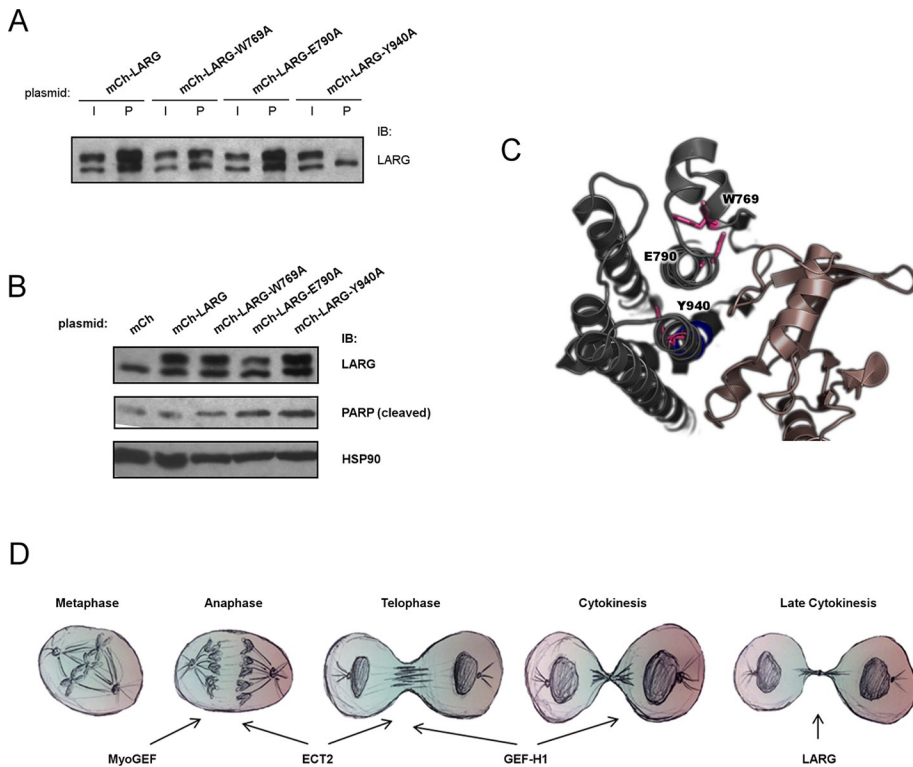 A
mCh-LARG
mCh-LARG-W769A
mCh-LARG-E790A
mCh-LARG-Y940A
plasmid:
I P I P I P I P
IB:
LARG
B
plasmid:
mCh
mCh-LARG
mCh-LARG-W769A
mCh-LARG-E790A
mCh-LARG-Y940A
IB:
LARG
PARP (cleaved)
HSP90
C
W769
E790
Y940
D
Metaphase Anaphase Telophase Cytokinesis Late Cytokinesis
MyoGEF ECT2 GEF-H1 LARG